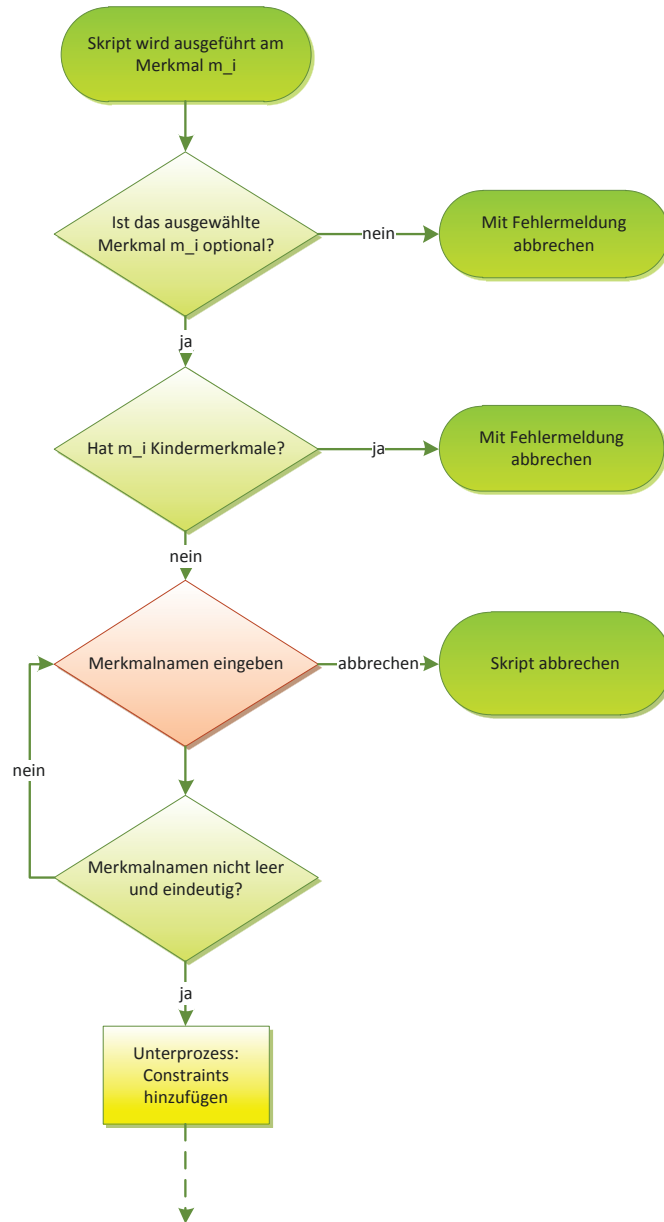 Skript wird ausgeführt am
Merkmal m_i
Ist das ausgewählte
Merkmal m_i optional?
nein
Mit Fehlermeldung
abbrechen
ja
Hat m_i Kindermerkmale?
ja
Mit Fehlermeldung
abbrechen
nein
Merkmalnamen eingeben
abbrechen
Skript abbrechen
nein
Merkmalnamen nicht leer
und eindeutig?
ja
Unterprozess:
Constraints
hinzufügen